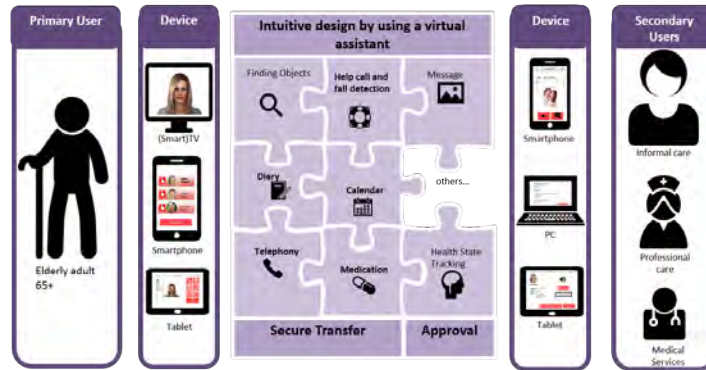 Primary User
Elderly adult
65+
Device
(Smart)TV
Smartphone
Tablet
Intuitive design by using a virtual
assistant
Finding Objects
Help call and
fall detection
Message
Diary
Calendar
others...
Telephony
Medication
Health State
Tracking
Secure Transfer
Approval
Device
Smartphone
PC
Tablet
Secondary
Users
Informal care
Professional
care
Medical
Services